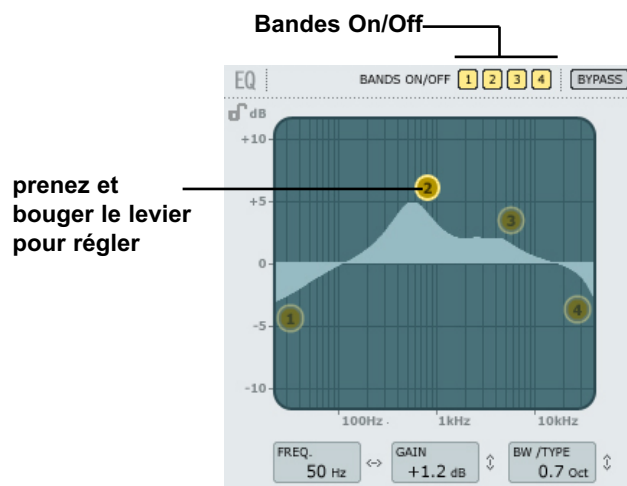 Bandes On/Off
EQ
BANDS ON/OFF 1 2 3 4 BYPASS
dB
+10
+5
0
-5
-10
prenez et
bouger le levier
pour régler
2
3
1
4
100Hz 1kHz 10kHz
FREQ. GAIN BW /TYPE
50 Hz +1.2 dB 0.7 Oct